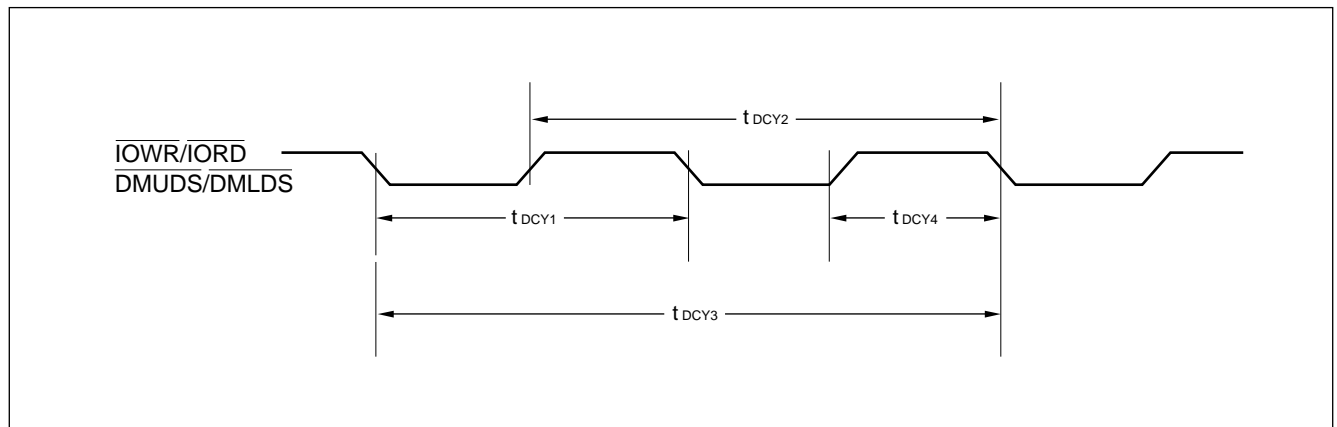 t DCY2
IOWR/IORD
DMUDS/DMLDS
t DCY1
t DCY4
t DCY3